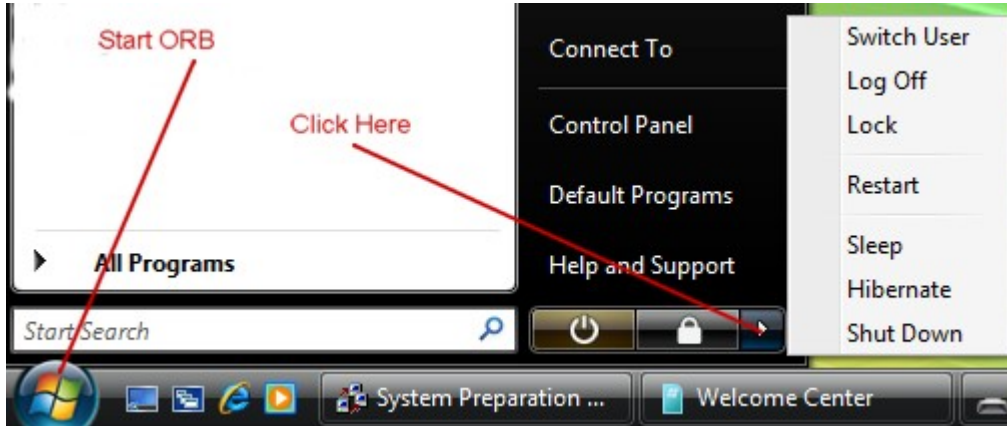 Start ORB
Click Here
All Programs
Start Search
Connect To
Control Panel
Default Programs
Help and Support
Switch User
Log Off
Lock
Restart
Sleep
Hibernate
Shut Down
System Preparation ...
Welcome Center